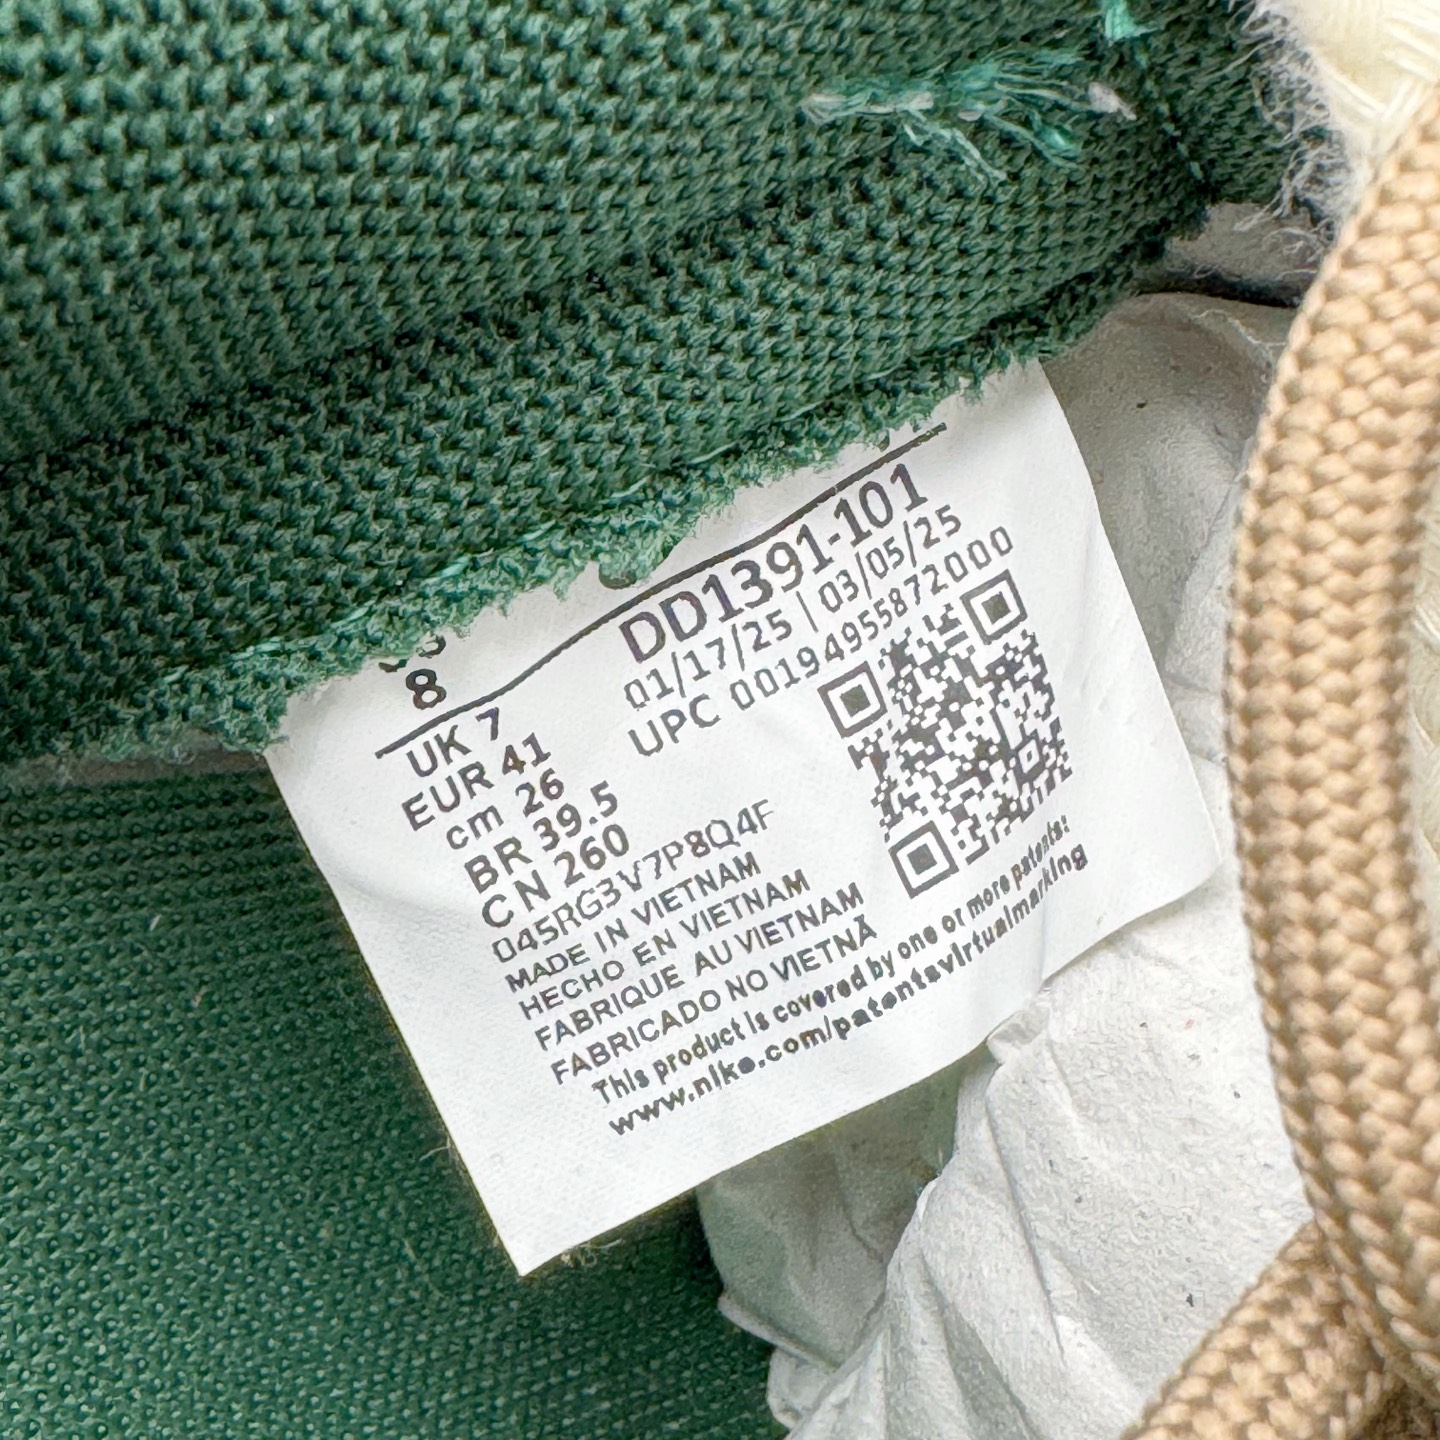 8
UK 7
EUR 41
cm 26
BR 39.5
CN 260
DD1391-101
01/17/25 | 03/05/25
UPC 00194955872000
045RG3V7P8Q4F
MADE IN VIETNAM
HECHO EN VIETNAM
FABRIQUE AU VIETNAM
FABRICADO NO VIETNÃ
This product is covered by one or more patents:
www.nike.com/patentsvirtualmarking